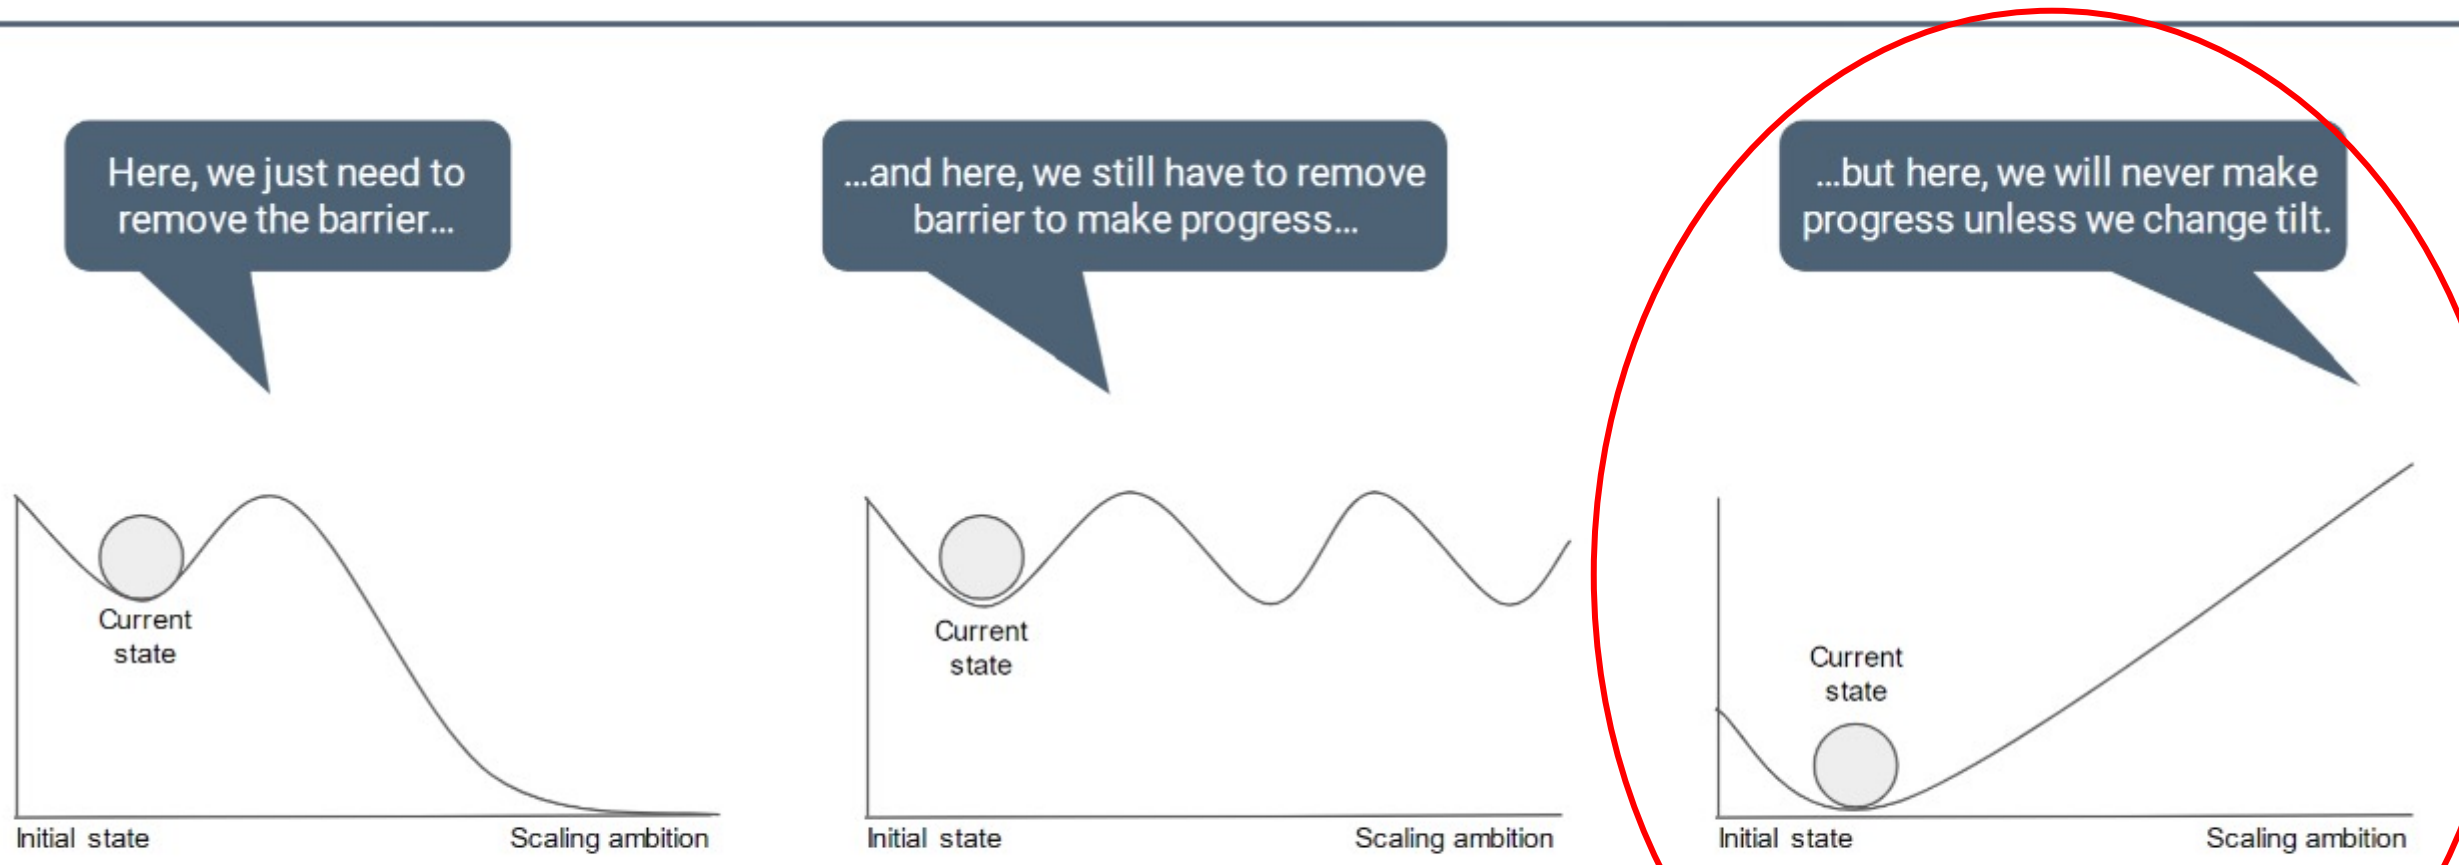 Here, we just need to
remove the barrier...
...and here, we still have to remove
barrier to make progress...
...but here, we will never make
progress unless we change tilt.
Current
state
Initial state
Scaling ambition
Current
state
Initial state
Scaling ambition
Current
state
Initial state
Scaling ambition